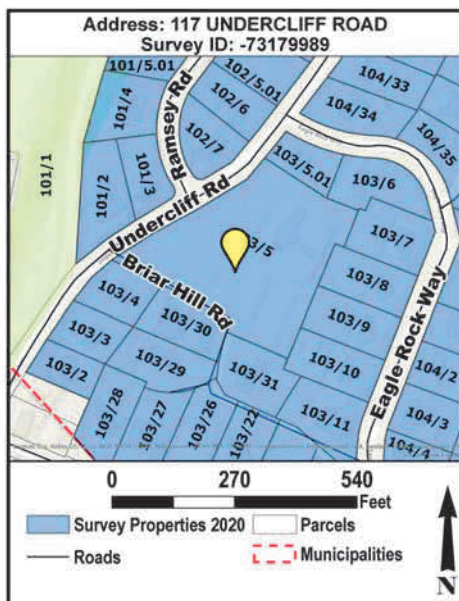 Address: 117 UNDERCLIFF ROAD
Survey ID: -73179989
101/5.01
102/5.01
104/33
101/4
102/6
104/34
Ramsey-Rd
104/35
102/7
101/1
101/3
103/5.01
103/6
101/2
Undercliff-Rd
103/7
3/5
Briar-Hill-Rd
103/8
103/4
103/30
103/9
Eagle-Rock-Way
103/3
103/29
103/10
104/2
103/2
103/31
103/28
103/27
103/26
103/22
103/11
104/3
104/4
0 270 540
Feet
Survey Properties 2020
Parcels
Roads
Municipalities
N